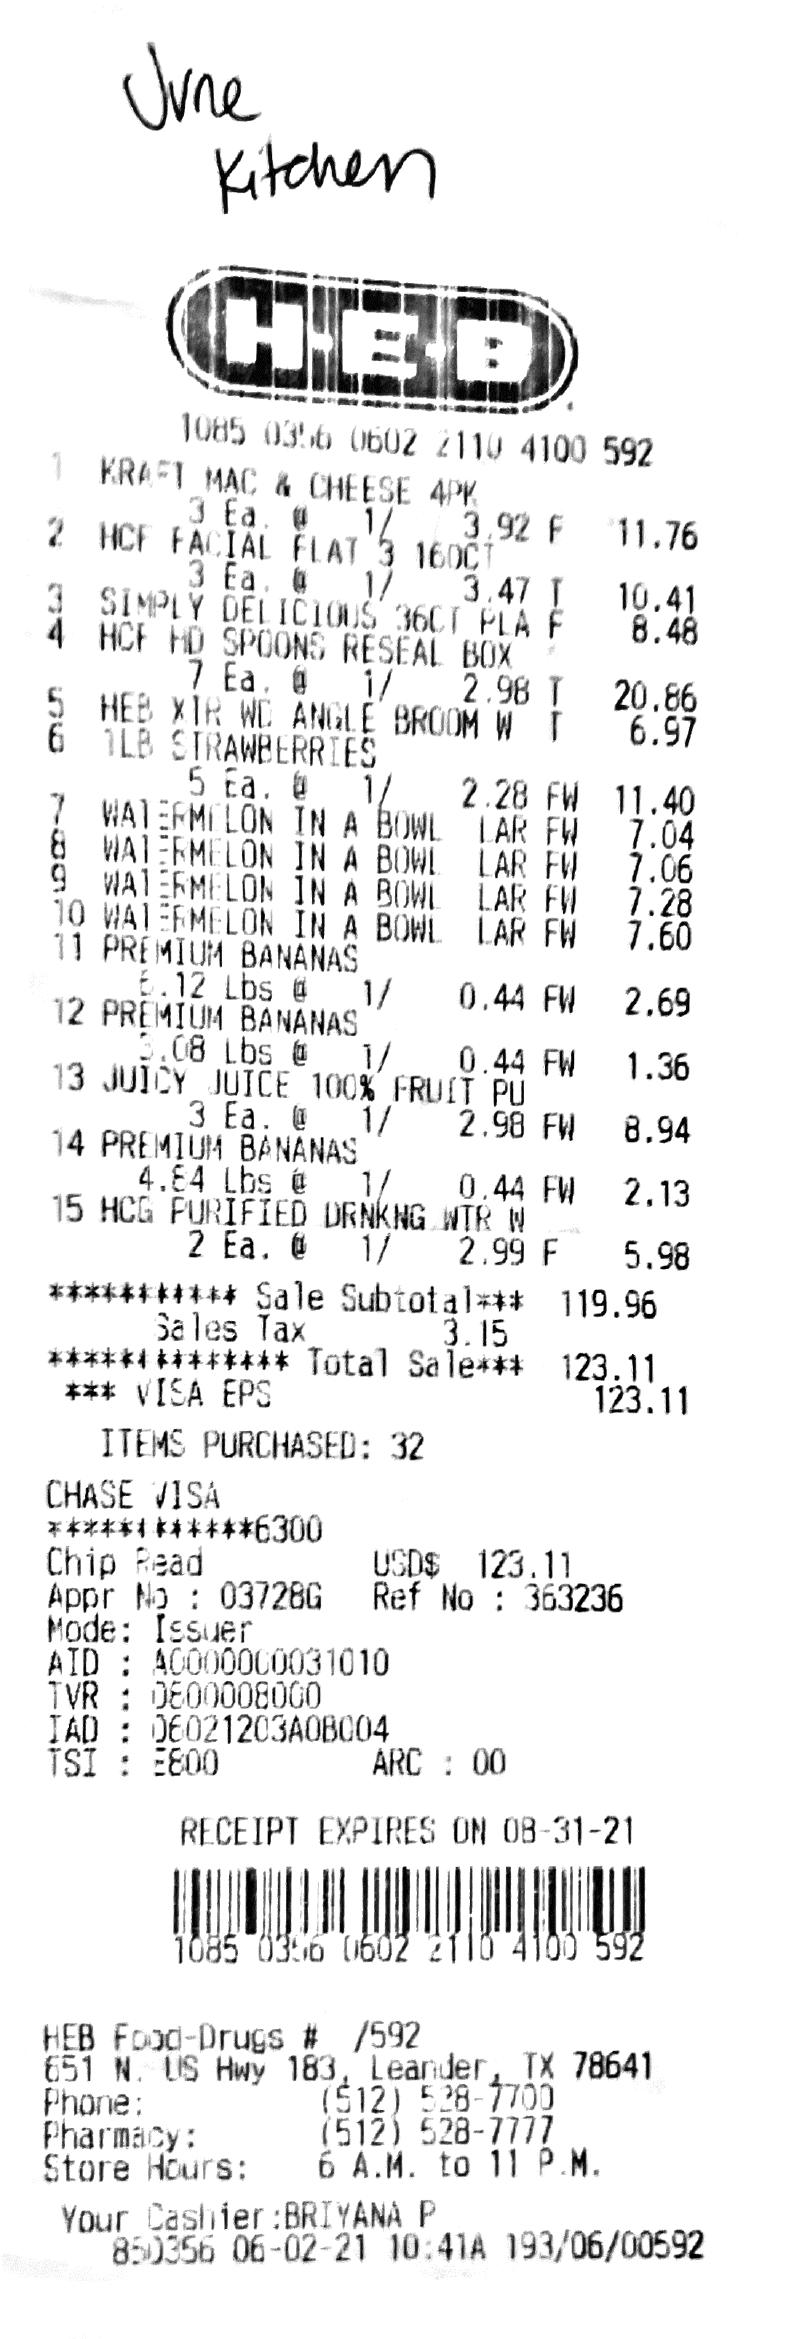 June
Kitchen
H-E-B
1085 0356 0602 2110 4100 592
1 KRAFT MAC & CHEESE 4PK
3 Ea. @ 1/ 3.92 F 11.76
2 HCF FACIAL FLAT 3 160CT
3 Ea. @ 1/ 3.47 T 10.41
3 SIMPLY DELICIOUS 36CT PLA F 8.48
4 HCF HD SPOONS RESEAL BOX
7 Ea. @ 1/ 2.98 T 20.86
5 HEB XTR WD ANGLE BROOM W T 6.97
6 1LB STRAWBERRIES
5 Ea. @ 1/ 2.28 FW 11.40
7 WATERMELON IN A BOWL LAR FW 7.04
8 WATERMELON IN A BOWL LAR FW 7.06
9 WATERMELON IN A BOWL LAR FW 7.28
10 WATERMELON IN A BOWL LAR FW 7.60
11 PREMIUM BANANAS
6.12 Lbs @ 1/ 0.44 FW 2.69
12 PREMIUM BANANAS
3.08 Lbs @ 1/ 0.44 FW 1.36
13 JUICY JUICE 100% FRUIT PU
3 Ea. @ 1/ 2.98 FW 8.94
14 PREMIUM BANANAS
4.84 Lbs @ 1/ 0.44 FW 2.13
15 HCG PURIFIED DRNKNG WTR W
2 Ea. @ 1/ 2.99 F 5.98
*********** Sale Subtotal*** 119.96
Sales Tax 3.15
************** Total Sale*** 123.11
*** VISA EPS 123.11
ITEMS PURCHASED: 32
CHASE VISA
************6300
Chip Read USD$ 123.11
Appr No : 03728G Ref No : 363236
Mode: Issuer
AID : A0000000031010
TVR : 0800008000
IAD : 06021203A0B004
TSI : E800 ARC : 00
RECEIPT EXPIRES ON 08-31-21
1085 0356 0602 2110 4100 592
HEB Food-Drugs # /592
651 N. US Hwy 183, Leander, TX 78641
Phone: (512) 528-7700
Pharmacy: (512) 528-7777
Store Hours: 6 A.M. to 11 P.M.
Your Cashier:BRIYANA P
850356 06-02-21 10:41A 193/06/00592